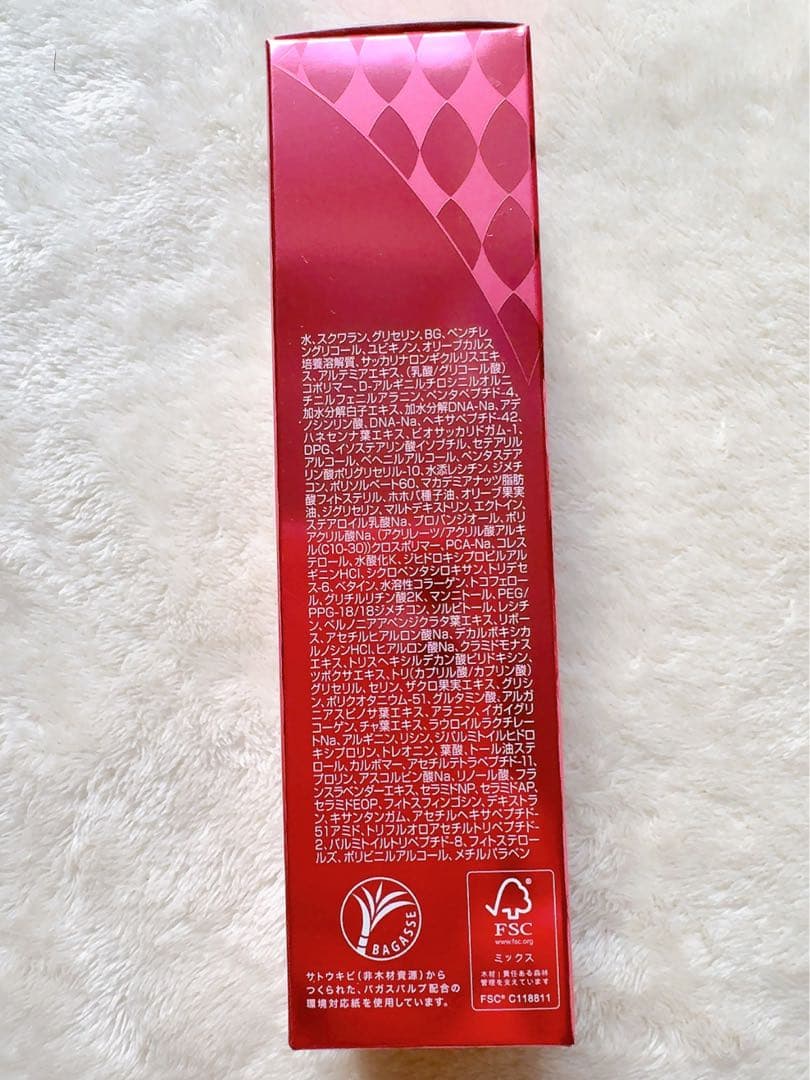 水、スクワラン、グリセリン、BG、ペンチレ
ングリコール、ユビキノン、オリーブカルス
培養溶解質、サッカリナロンギクルリスエキ
ス、アルテミアエキス、(乳酸/グリコール酸)
コポリマー、D-アルギニルチロシニルオルニ
チニルフェニルアラニン、ペンタペプチド-4、
加水分解白子エキス、加水分解DNA-Na、アデ
ノシンリン酸、DNA-Na、ヘキサペプチド-42、
ハネセンナ葉エキス、ビオサッカリドガム-1、
DPG、イソステアリン酸イソプチル、セテアリル
アルコール、ベヘニルアルコール、ペンタステア
リン酸ポリグリセリル-10、水添レシチン、ジメチ
コン、ポリソルベート60、マカデミアナッツ脂肪
酸フィトステリル、ホホバ種子油、オリーブ果実
油、ジグリセリン、マルトデキストリン、エクトイン、
ステアロイル乳酸Na、プロパンジオール、ポリ
アクリル酸Na、(アクリレーツ/アクリル酸アルキ
ル(C10-30))クロスポリマー、PCA-Na、コレス
テロール、水酸化K、ジヒドロキシプロピルアル
ギニンHCl、シクロペンタシロキサン、トリデセ
ス-6、ベタイン、水溶性コラーゲン、トコフェロー
ル、グリチルリチン酸2K、マンニトール、PEG/
PPG-18/18ジメチコン、ソルビトール、レシチ
ン、ベルノニアアペンジクラタ葉エキス、リボー
ス、アセチルヒアルロン酸Na、デカルボキシカ
ルノシンHCl、ヒアルロン酸Na、クラミドモナス
エキス、トリスヘキシルデカン酸ピリドキシン、
ツボクサエキス、トリ(カプリル酸/カプリン酸)
グリセリル、セリン、ザクロ果実エキス、グリシ
ン、ポリクオタニウム-51、グルタミン酸、アルガ
ニアスピノサ葉エキス、アラニン、イガイグリ
コーゲン、チャ葉エキス、ラウロイルラクチレー
トNa、アルギニン、リシン、ジパルミトイルヒドロ
キシプロリン、トレオニン、葉酸、トール油ステ
ロール、カルボマー、アセチルテトラペプチド-11、
プロリン、アスコルビン酸Na、リノール酸、フラ
ンスラベンダーエキス、セラミドNP、セラミドAP、
セラミドEOP、フィトスフィンゴシン、デキストラ
ン、キサンタンガム、アセチルヘキサペプチド-
51アミド、トリフルオロアセチルトリペプチド-
2、パルミトイルトリペプチド-8、フィトステロー
ルズ、ポリビニルアルコール、メチルパラベン
BAGASSE
サトウキビ(非木材資源)から
つくられた、バガスパルプ配合の
環境対応紙を使用しています。
FSC
www.fsc.org
ミックス
木材|責任ある森林
管理を支えています
FSC® C118811